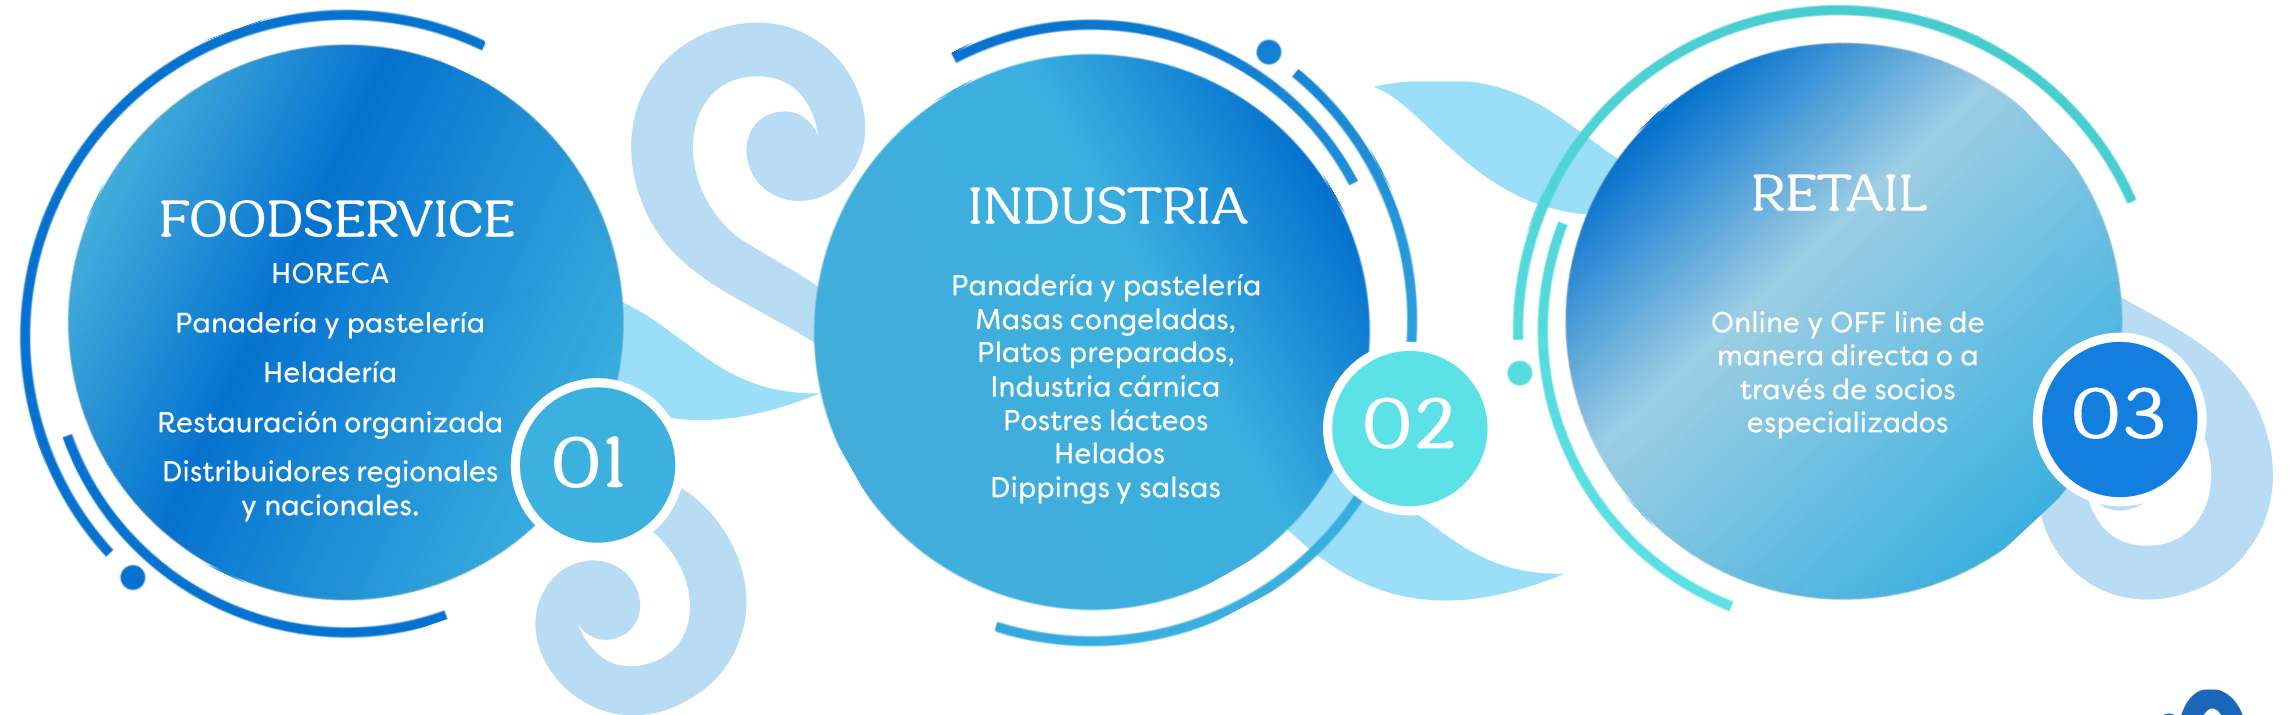 FOODSERVICE
HORECA
Panadería y pastelería
Heladería
Restauración organizada
Distribuidores regionales
y nacionales.
01
INDUSTRIA
Panadería y pastelería
Masas congeladas,
Platos preparados,
Industria cárnica
Postres lácteos
Helados
Dippings y salsas
02
RETAIL
Online y OFF line de
manera directa o a
través de socios
especializados
03